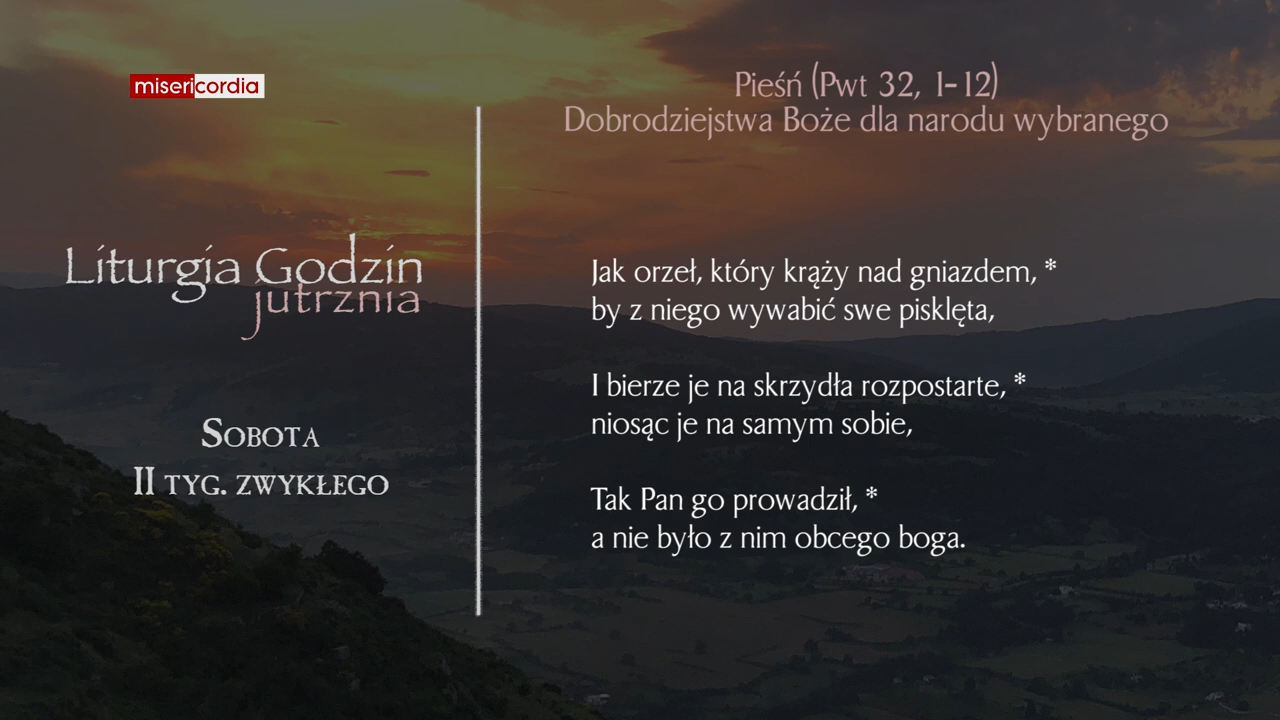 misericordia
Pieśń (Pwt 32, 1-12)
Dobrodziejstwa Boże dla narodu wybranego
Liturgia Godzin
jutrznia
Sobota
II tyg. zwykłego
Jak orzeł, który krąży nad gniazdem, *
by z niego wywabić swe pisklęta,
I bierze je na skrzydła rozpostarte, *
niosąc je na samym sobie,
Tak Pan go prowadził, *
a nie było z nim obcego boga.